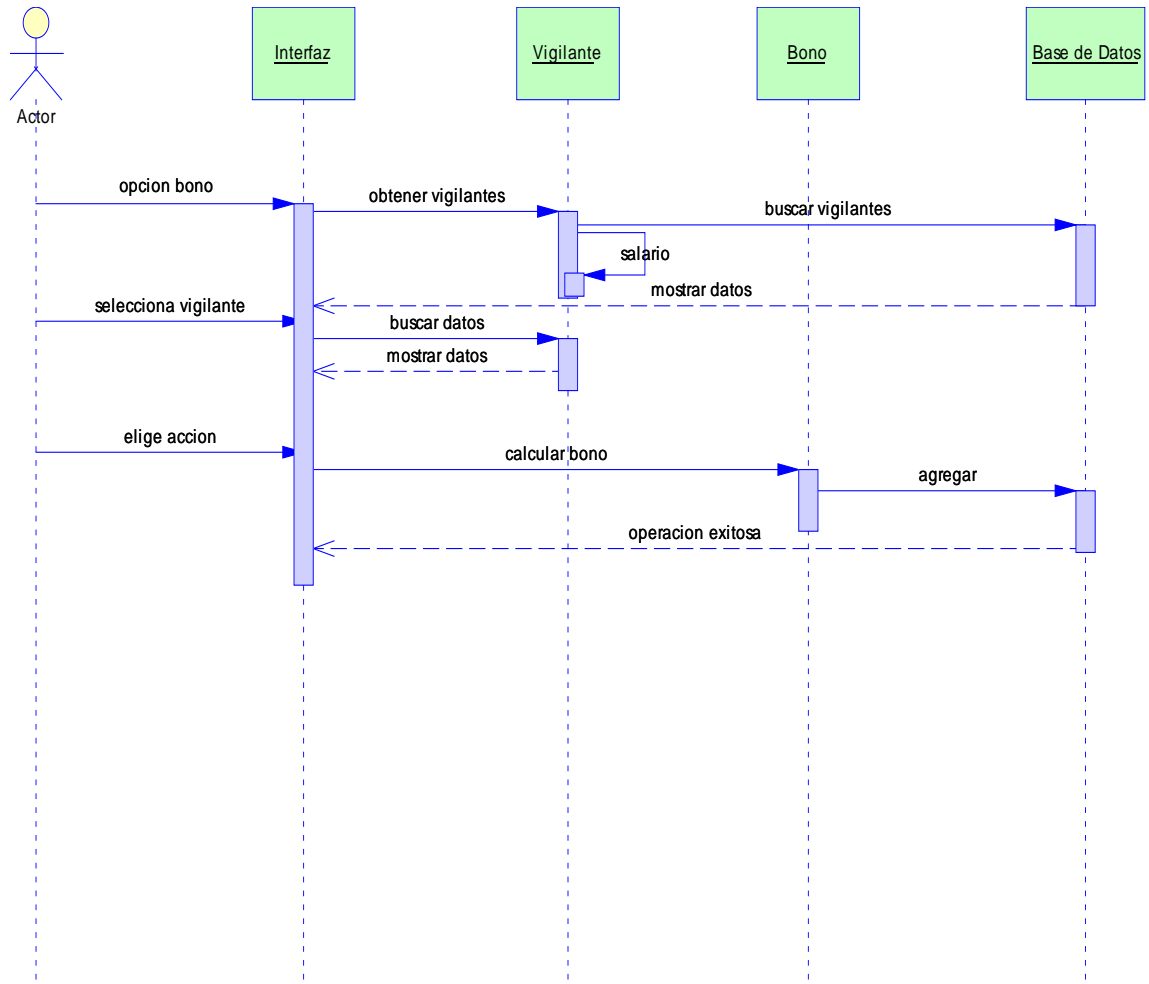 Interfaz
Vigilante
Bono
Base de Datos
Actor
opcion bono
obtener vigilantes
buscar vigilantes
salario
mostrar datos
selecciona vigilante
buscar datos
mostrar datos
elige accion
calcular bono
agregar
operacion exitosa